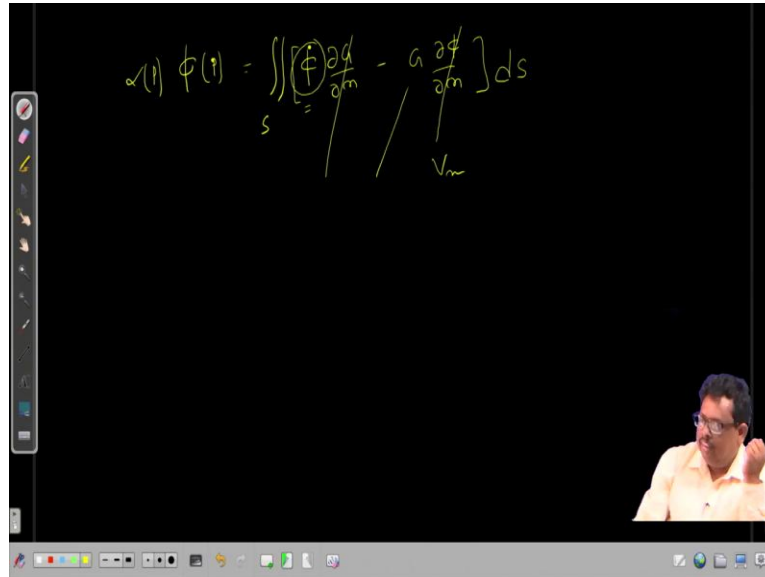 α(i) φ(i) = ∬ [ φ ∂G/∂n - G ∂φ/∂n ] ds
S =
Vn